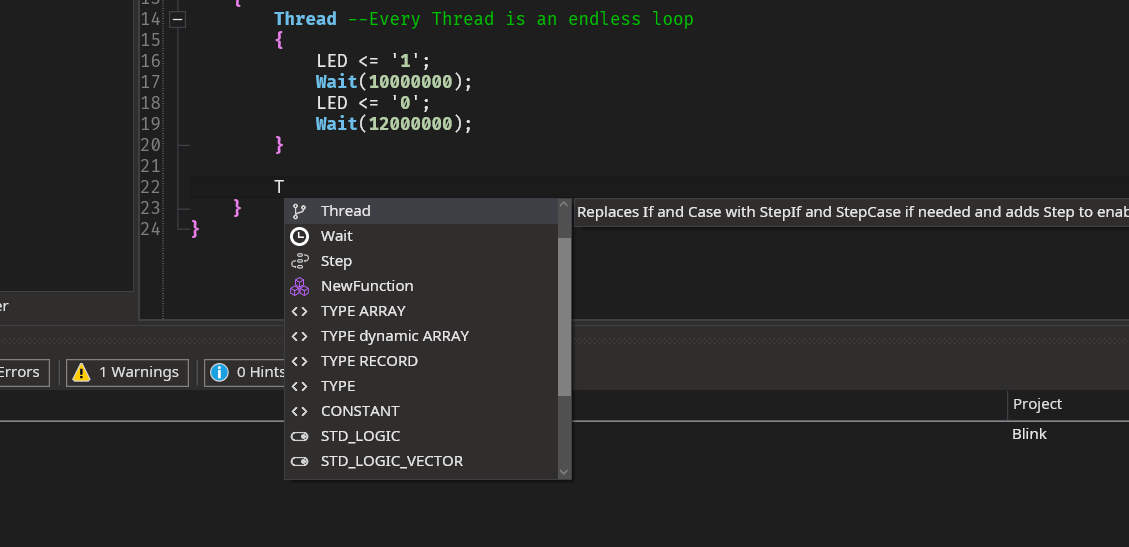 {
14 Thread --Every Thread is an endless loop
15 {
16 LED <= '1';
17 Wait(10000000);
18 LED <= '0';
19 Wait(12000000);
20 }
21
22 T
23 }
24 }
Thread
Replaces If and Case with StepIf and StepCase if needed and adds Step to enab
Wait
Step
NewFunction
TYPE ARRAY
TYPE dynamic ARRAY
TYPE RECORD
TYPE
CONSTANT
STD_LOGIC
STD_LOGIC_VECTOR
er
Errors
1 Warnings
0 Hints
Project
Blink